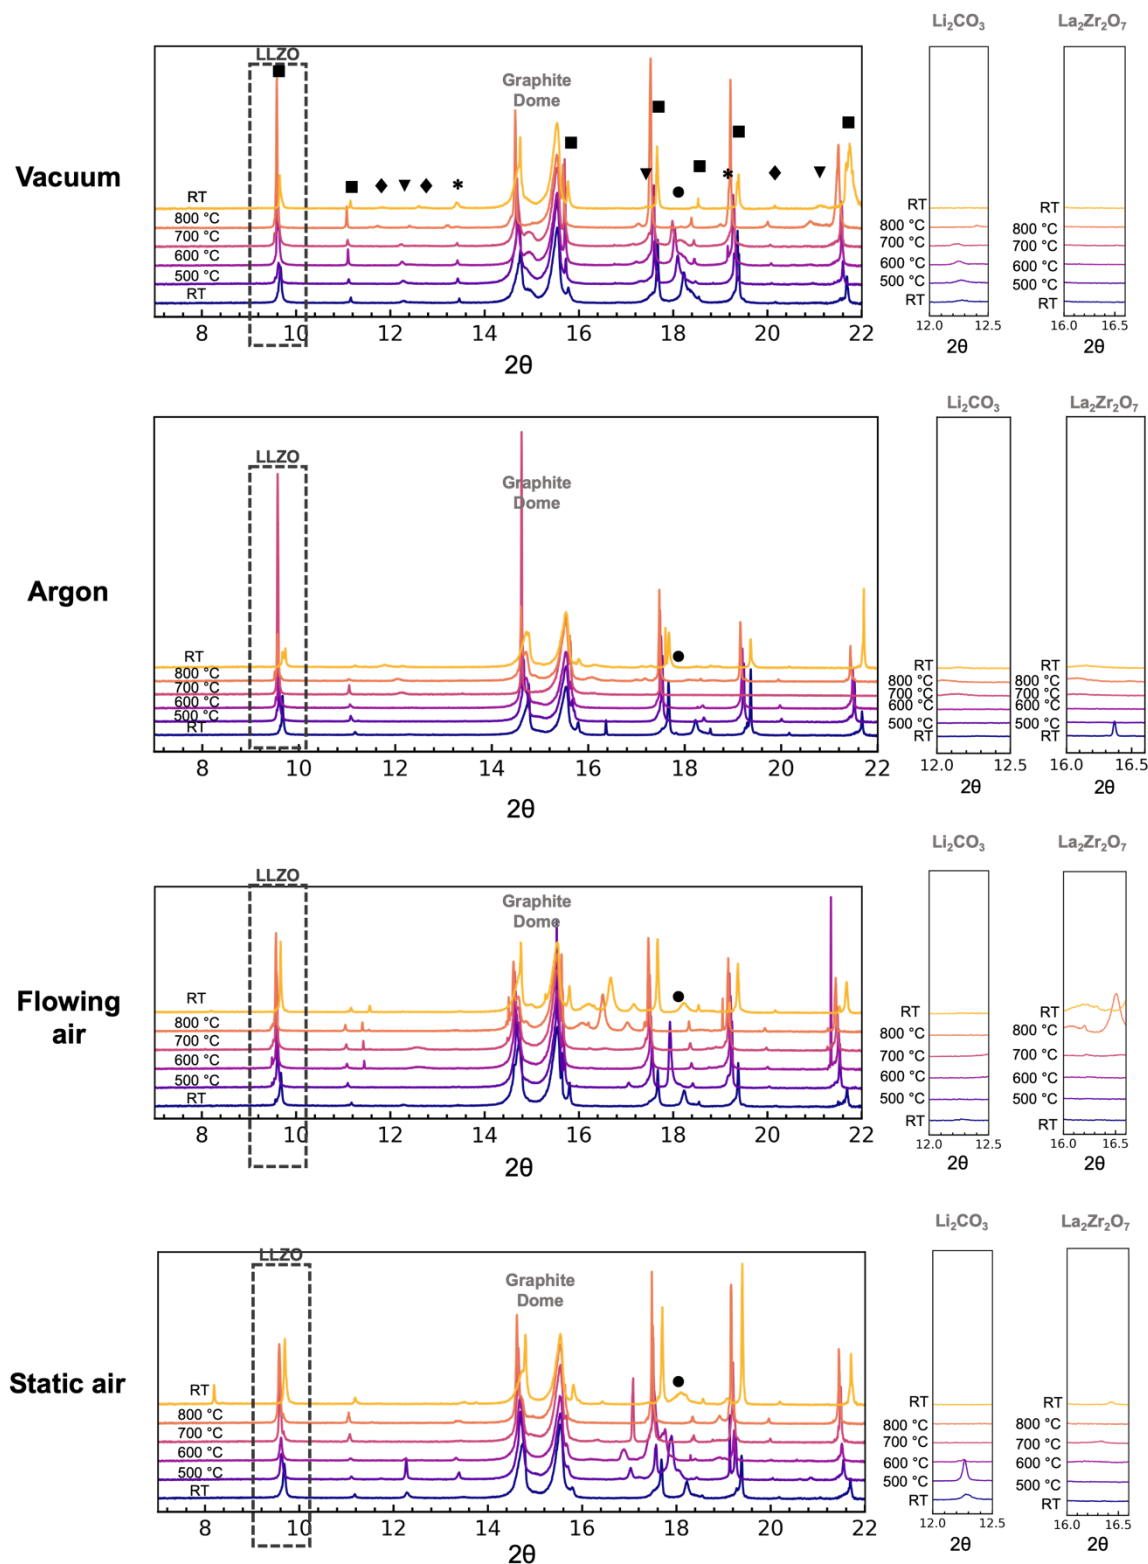 Li₂CO₃ La₂Zr₂O₇
LLZO
Graphite
Dome
Vacuum
RT
800 °C
700 °C
600 °C
500 °C
RT
8 10 12 14 16 18 20 22
2θ
RT
800 °C
700 °C
600 °C
500 °C
RT
12.0 12.5
2θ
RT
800 °C
700 °C
600 °C
500 °C
RT
16.0 16.5
2θ
Li₂CO₃ La₂Zr₂O₇
LLZO
Graphite
Dome
Argon
RT
800 °C
700 °C
600 °C
500 °C
RT
8 10 12 14 16 18 20 22
2θ
RT
800 °C
700 °C
600 °C
500 °C
RT
12.0 12.5
2θ
RT
800 °C
700 °C
600 °C
500 °C
RT
16.0 16.5
2θ
Li₂CO₃ La₂Zr₂O₇
LLZO
Graphite
Dome
Flowing
air
RT
800 °C
700 °C
600 °C
500 °C
RT
8 10 12 14 16 18 20 22
2θ
RT
800 °C
700 °C
600 °C
500 °C
RT
12.0 12.5
2θ
RT
800 °C
700 °C
600 °C
500 °C
RT
16.0 16.5
2θ
Li₂CO₃ La₂Zr₂O₇
LLZO
Graphite
Dome
Static air
RT
800 °C
700 °C
600 °C
500 °C
RT
8 10 12 14 16 18 20 22
2θ
RT
800 °C
700 °C
600 °C
500 °C
RT
12.0 12.5
2θ
RT
800 °C
700 °C
600 °C
500 °C
RT
16.0 16.5
2θ